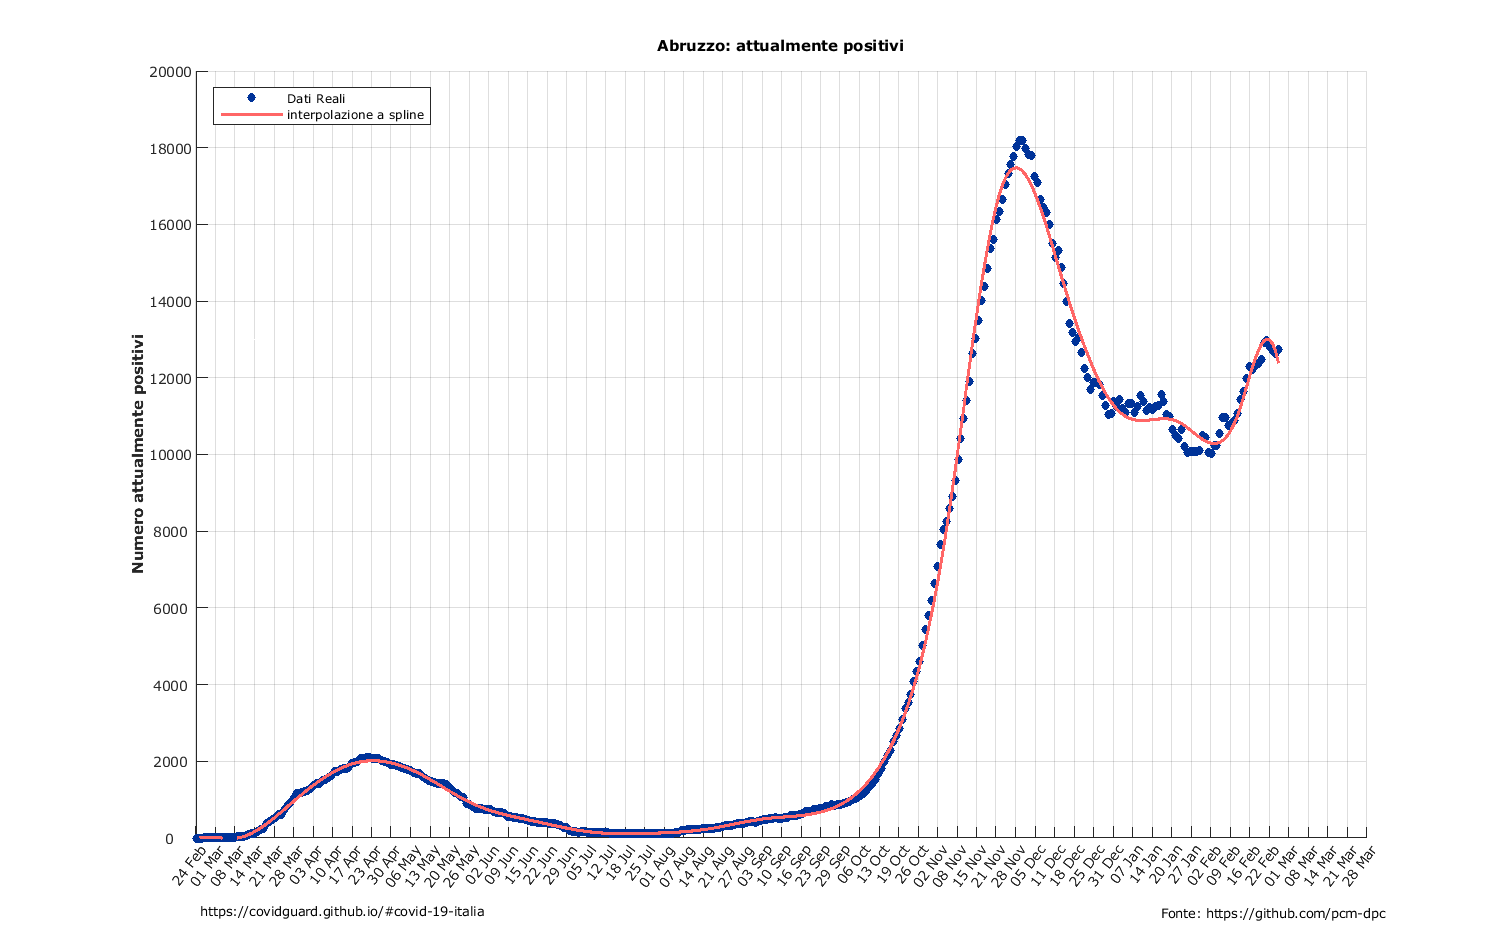 Abruzzo: attualmente positivi
Dati Reali
interpolazione a spline
Numero attualmente positivi
20000
18000
16000
14000
12000
10000
8000
6000
4000
2000
0
24 Feb
01 Mar
08 Mar
14 Mar
21 Mar
28 Mar
03 Apr
10 Apr
17 Apr
23 Apr
30 Apr
06 May
13 May
20 May
26 May
02 Jun
09 Jun
15 Jun
22 Jun
29 Jun
05 Jul
12 Jul
18 Jul
25 Jul
01 Aug
07 Aug
14 Aug
21 Aug
27 Aug
03 Sep
10 Sep
16 Sep
23 Sep
29 Sep
06 Oct
13 Oct
19 Oct
26 Oct
02 Nov
08 Nov
15 Nov
21 Nov
28 Nov
05 Dec
11 Dec
18 Dec
25 Dec
31 Dec
07 Jan
14 Jan
20 Jan
27 Jan
02 Feb
09 Feb
16 Feb
22 Feb
01 Mar
08 Mar
14 Mar
21 Mar
28 Mar
https://covidguard.github.io/#covid-19-italia
Fonte: https://github.com/pcm-dpc